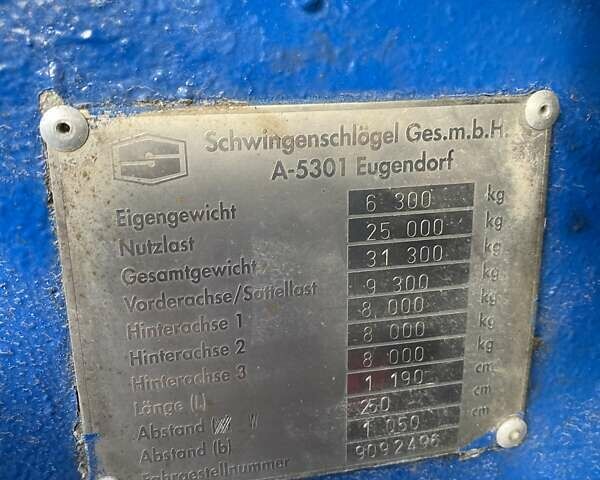 Schwingenschlögel Ges.m.b.H.
A-5301 Eugendorf
Eigengewicht 6 300 kg
Nutzlast 25 000 kg
Gesamtgewicht 31 300 kg
Vorderachse/Sattellast 9 300 kg
Hinterachse 1 8 000 kg
Hinterachse 2 8 000 kg
Hinterachse 3 8 000 kg
Länge (L) 1 190 cm
Abstand W 250 cm
Abstand (b) 1 050 cm
Fahrgestellnummer 9092496